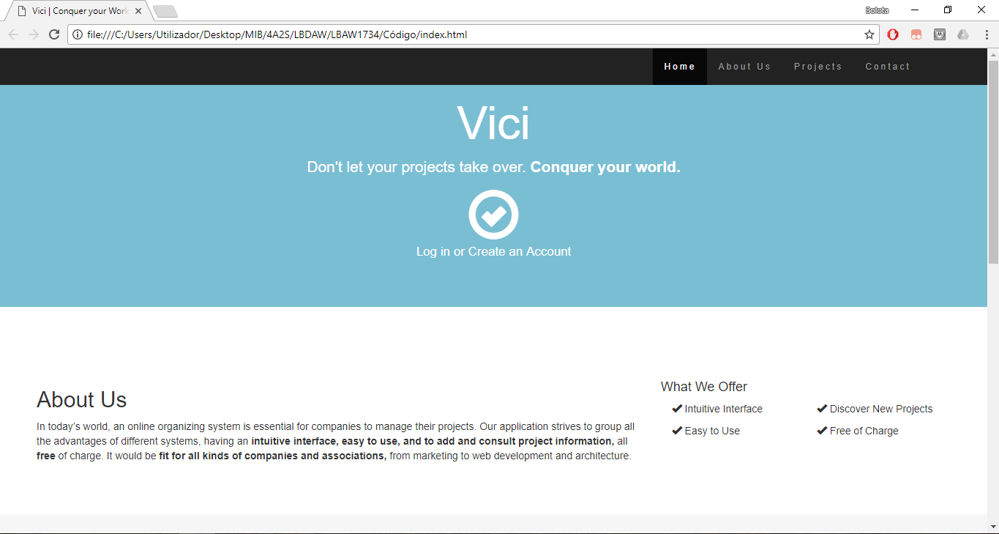 Vici | Conquer your Worl
Bolota
file:///C:/Users/Utilizador/Desktop/MIB/4A2S/LBDAW/LBAW1734/Código/index.html
Home About Us Projects Contact
Vici
Don't let your projects take over. Conquer your world.
Log in or Create an Account
About Us
In today's world, an online organizing system is essential for companies to manage their projects. Our application strives to group all
the advantages of different systems, having an intuitive interface, easy to use, and to add and consult project information, all
free of charge. It would be fit for all kinds of companies and associations, from marketing to web development and architecture.
What We Offer
Intuitive Interface Discover New Projects
Easy to Use Free of Charge